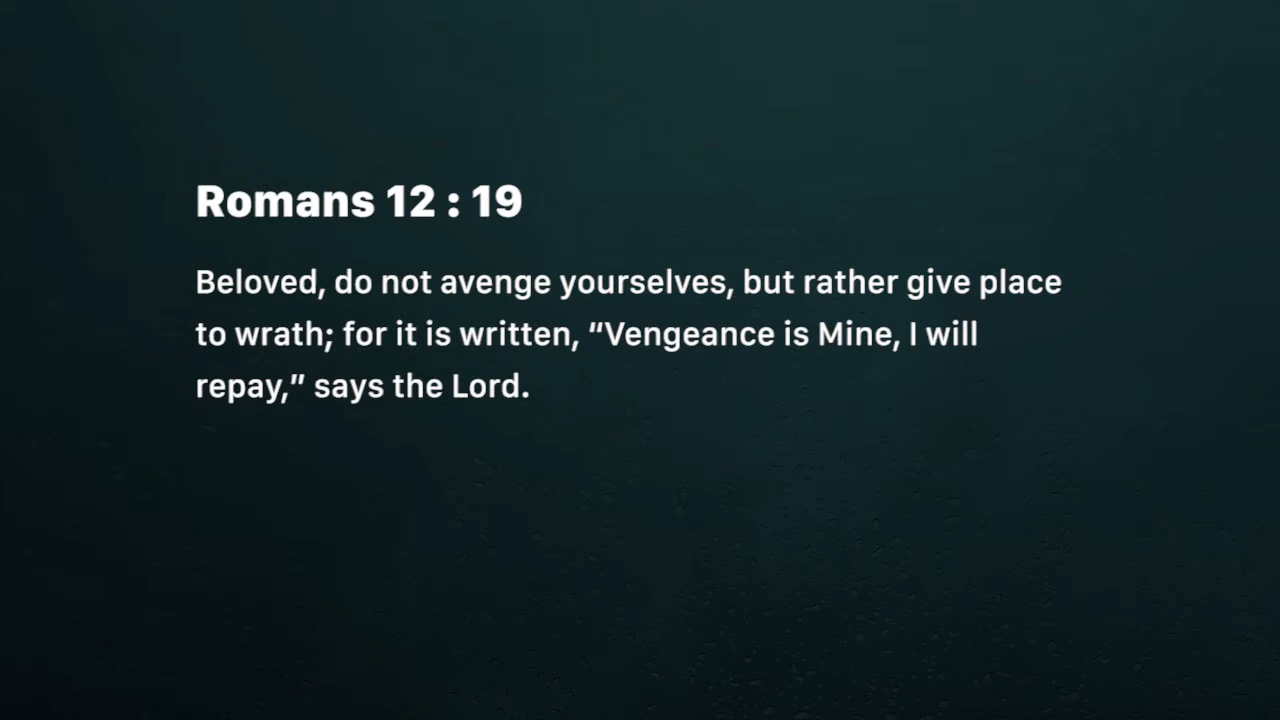 Romans 12 : 19
Beloved, do not avenge yourselves, but rather give place
to wrath; for it is written, “Vengeance is Mine, I will
repay,” says the Lord.